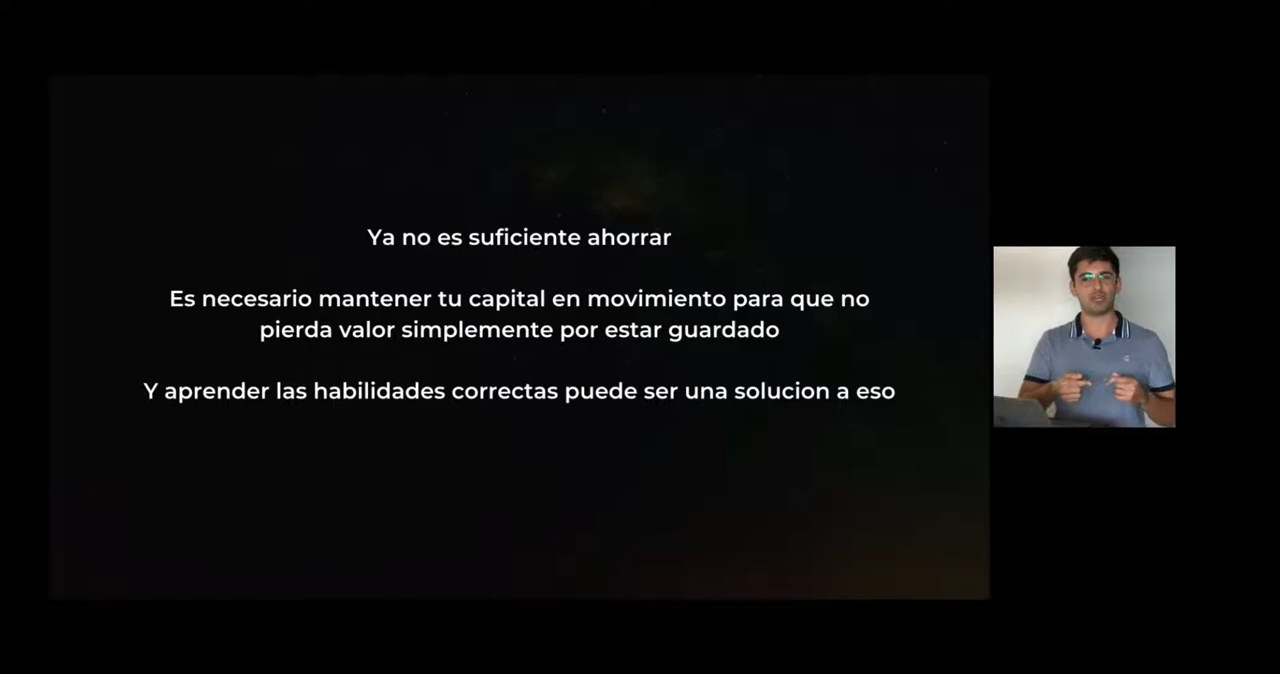 Ya no es suficiente ahorrar
Es necesario mantener tu capital en movimiento para que no
pierda valor simplemente por estar guardado
Y aprender las habilidades correctas puede ser una solucion a eso